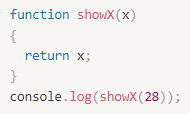 function showX(x)
{
  return x;
}
console.log(showX(28));